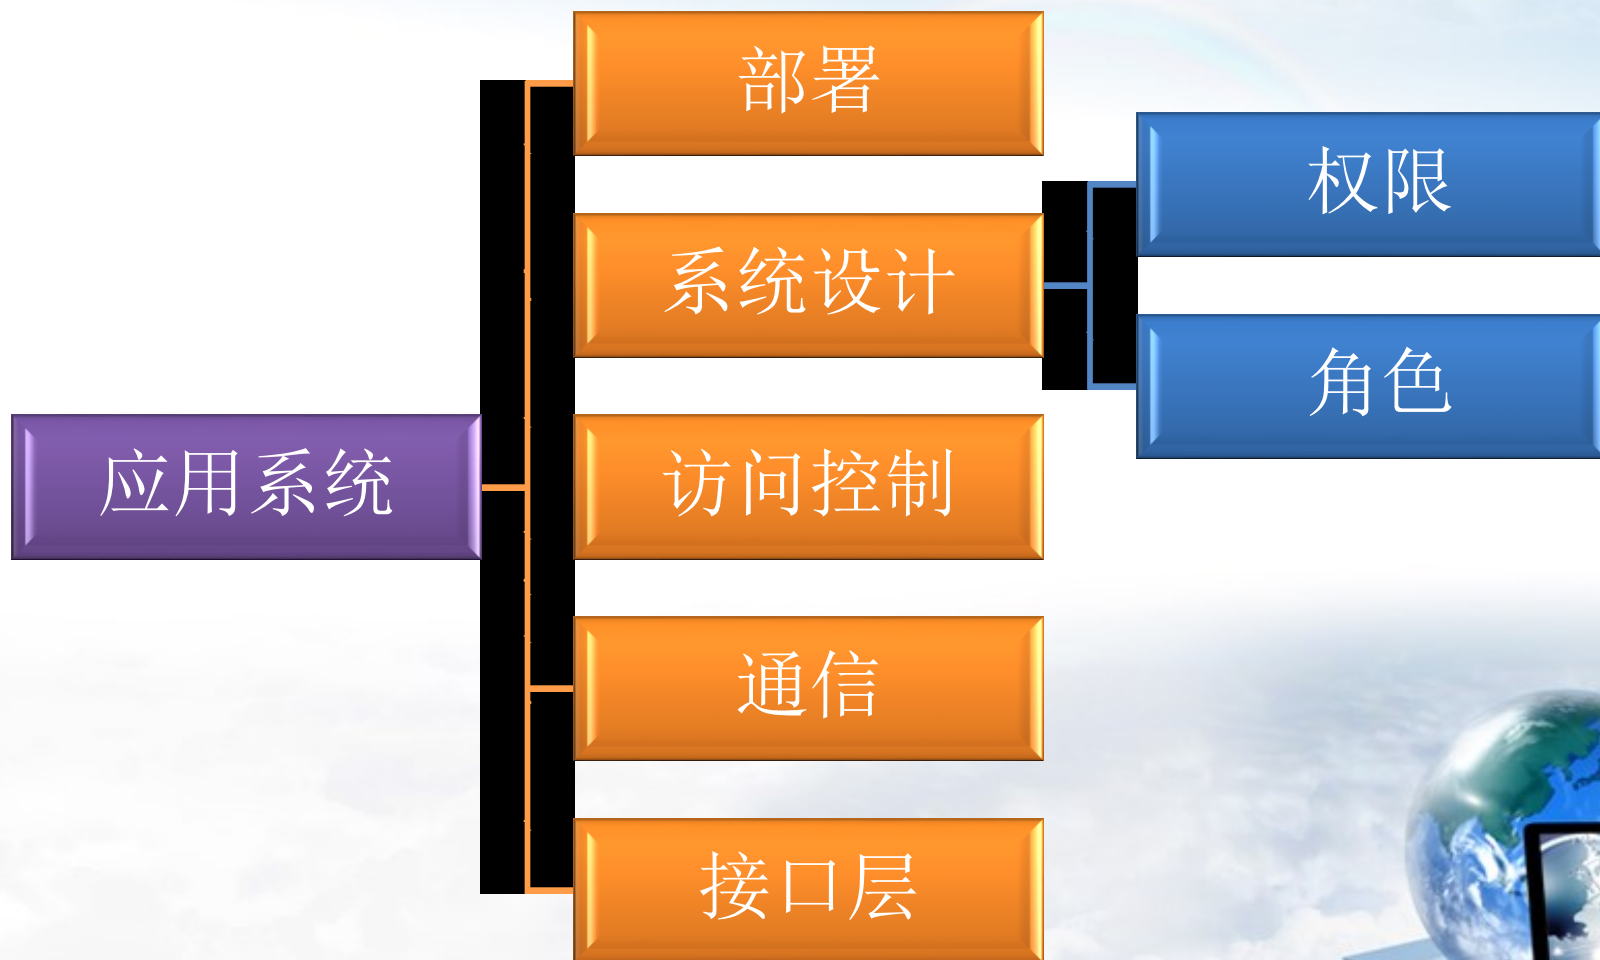 部署
权限
系统设计
角色
应用系统
访问控制
通信
接口层